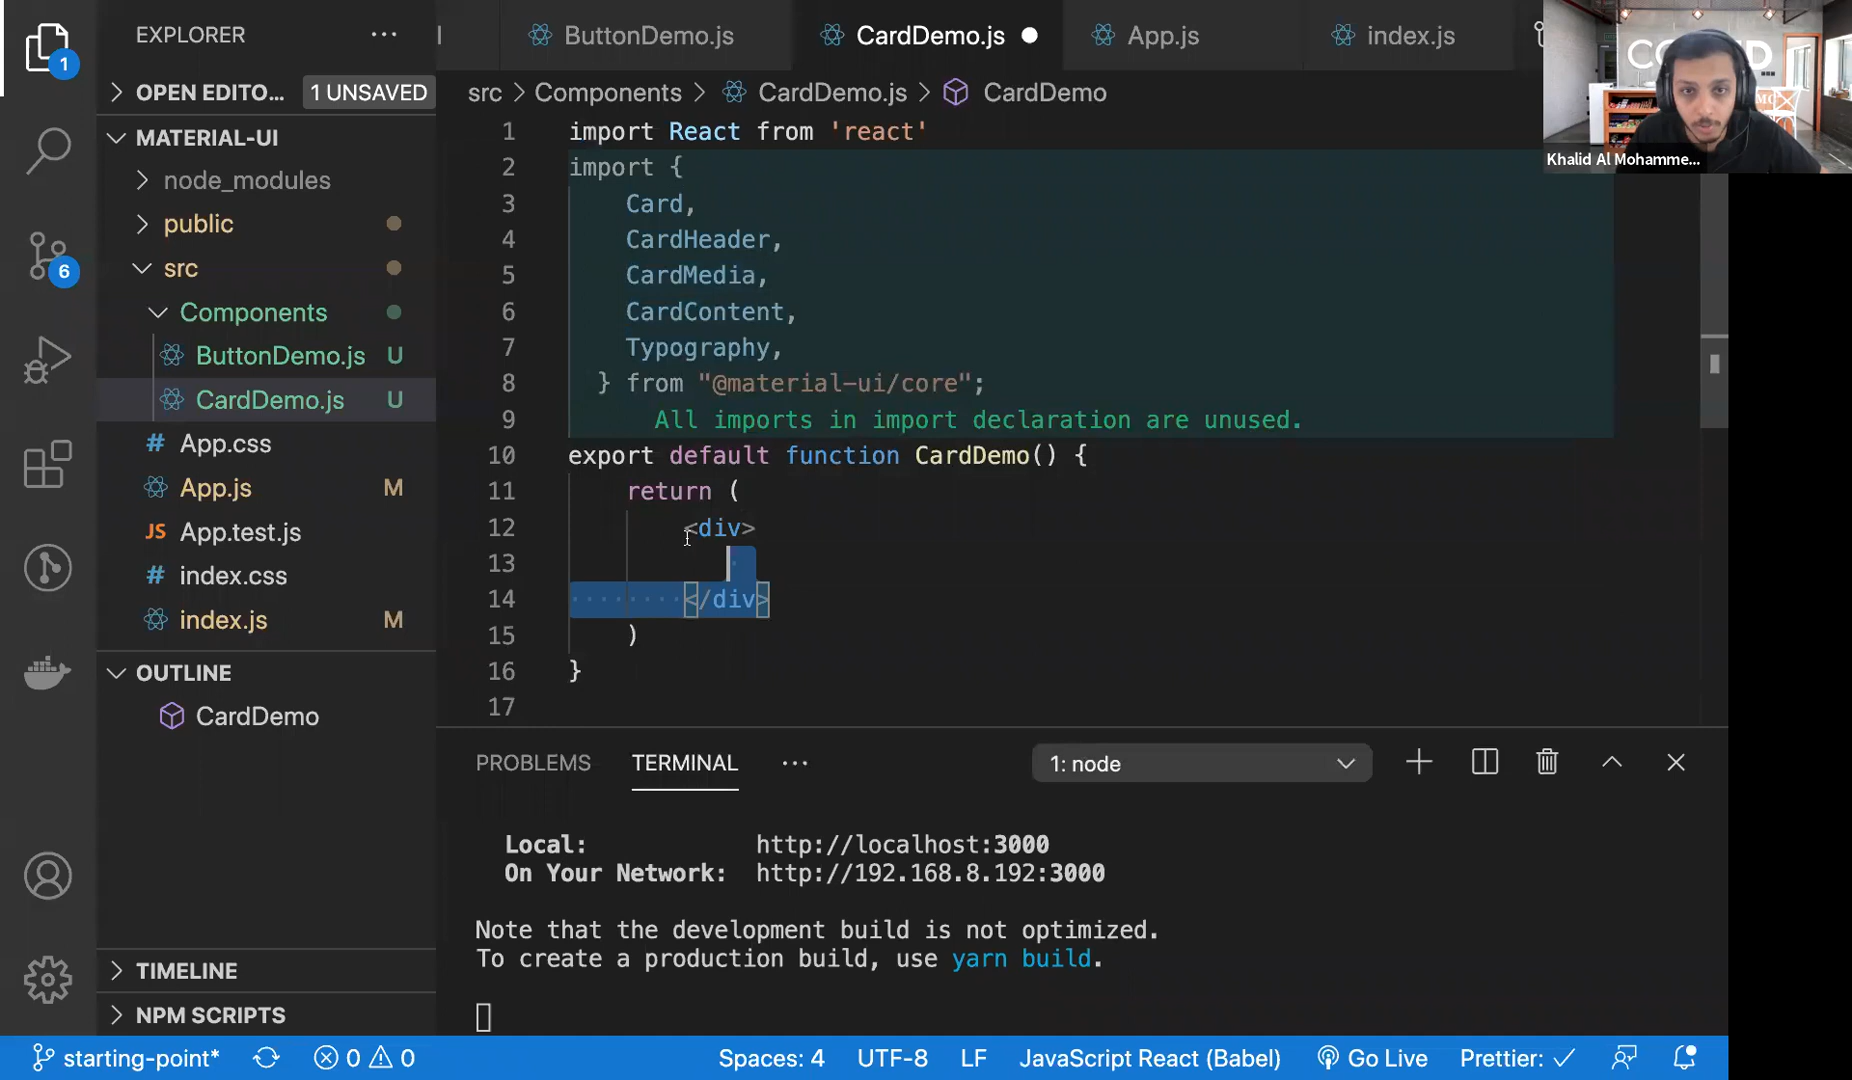 EXPLORER
ButtonDemo.js
CardDemo.js
App.js
index.js
1
OPEN EDITO...
1 UNSAVED
src > Components > CardDemo.js > CardDemo
Khalid Al Mohamme...
MATERIAL-UI
node_modules
public
src
Components
ButtonDemo.js U
CardDemo.js U
App.css
App.js M
App.test.js
index.css
index.js M
OUTLINE
CardDemo
TIMELINE
NPM SCRIPTS
6
1 import React from 'react'
2 import {
3 Card,
4 CardHeader,
5 CardMedia,
6 CardContent,
7 Typography,
8 } from "@material-ui/core";
9 All imports in import declaration are unused.
10 export default function CardDemo() {
11 return (
12 <div>
13
14 </div>
15 )
16 }
17
PROBLEMS
TERMINAL
1: node
Local: http://localhost:3000
On Your Network: http://192.168.8.192:3000
Note that the development build is not optimized.
To create a production build, use yarn build.
starting-point*
0 0
Spaces: 4
UTF-8
LF
JavaScript React (Babel)
Go Live
Prettier: ✓